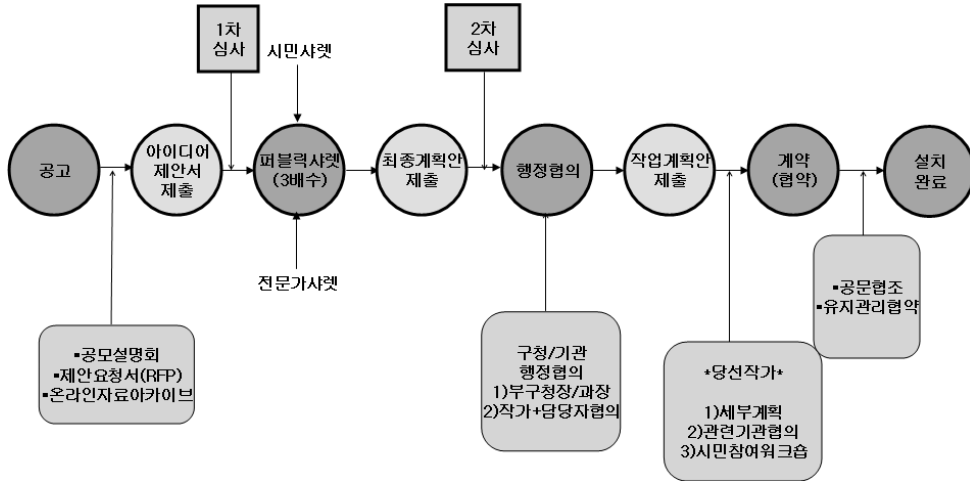 1차
심사
2차
심사
시민샤렛
공고
아이디어
제안서
제출
퍼블릭샤렛
(3배수)
최종계획안
제출
행정협의
작업계획안
제출
계약
(협약)
설치
완료
전문가샤렛
▪공모설명회
▪제안요청서(RFP)
▪온라인자료아카이브
구청/기관
행정협의
1)부구청장/과장
2)작가+담당자협의
*당선작가*
1)세부계획
2)관련기관협의
3)시민참여워크숍
▪공문협조
▪유지관리협약